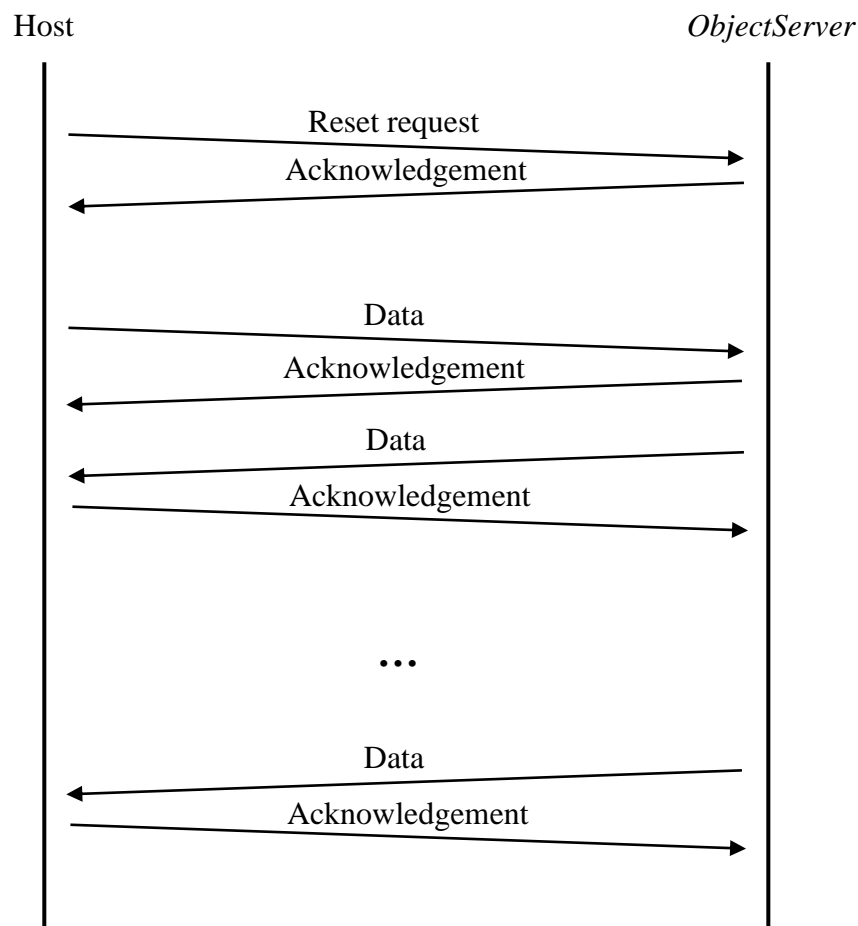 Host ObjectServer
Reset request
Acknowledgement
Data
Acknowledgement
Data
Acknowledgement
...
Data
Acknowledgement